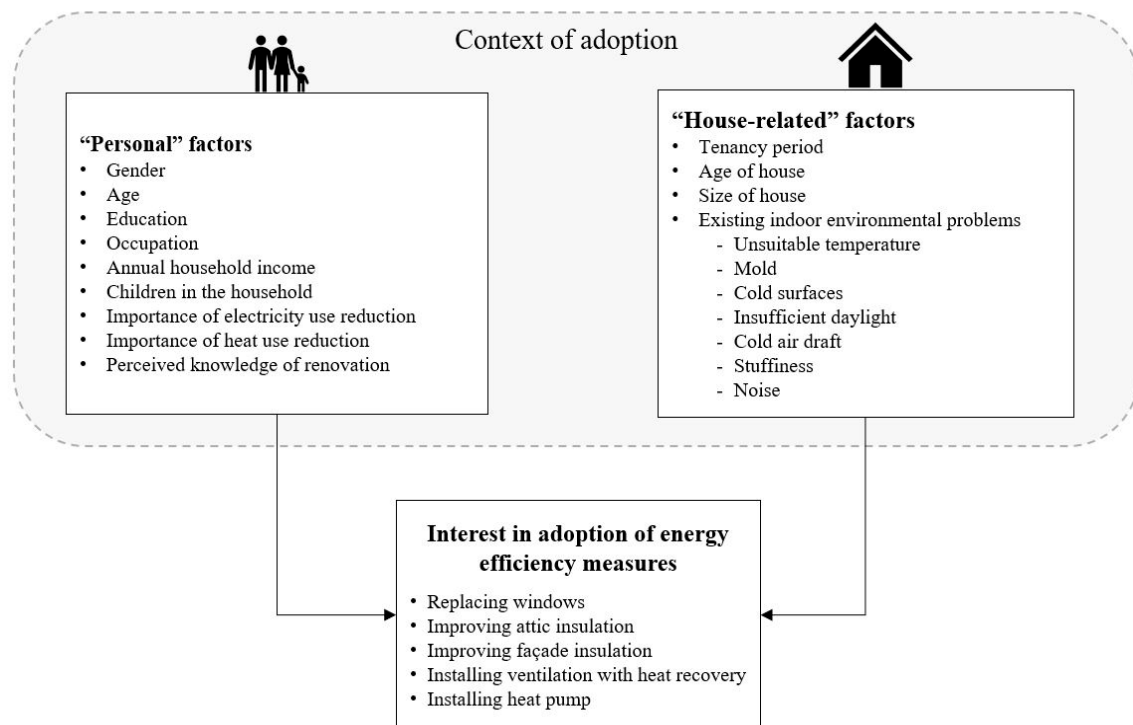 Context of adoption
“Personal” factors
• Gender
• Age
• Education
• Occupation
• Annual household income
• Children in the household
• Importance of electricity use reduction
• Importance of heat use reduction
• Perceived knowledge of renovation
“House-related” factors
• Tenancy period
• Age of house
• Size of house
• Existing indoor environmental problems
- Unsuitable temperature
- Mold
- Cold surfaces
- Insufficient daylight
- Cold air draft
- Stuffiness
- Noise
Interest in adoption of energy
efficiency measures
• Replacing windows
• Improving attic insulation
• Improving façade insulation
• Installing ventilation with heat recovery
• Installing heat pump